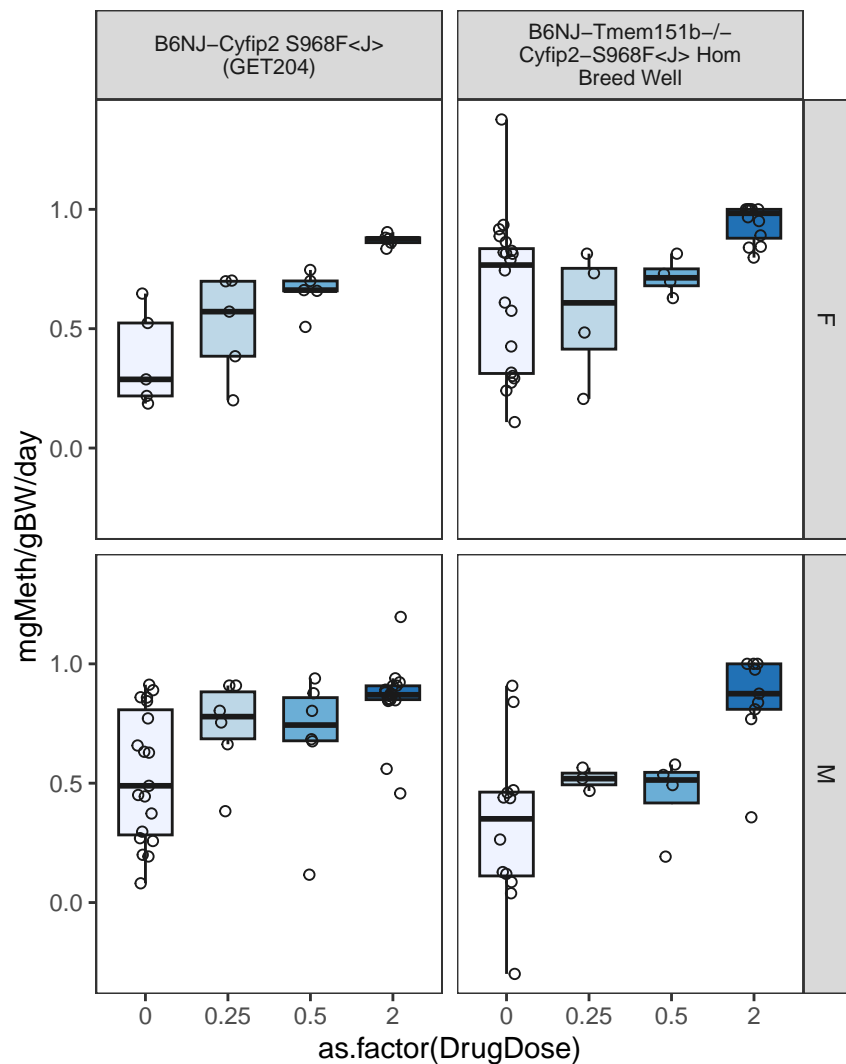 B6NJ−Cyfip2 S968F<J>
(GET204)
B6NJ−Tmem151b−/−
Cyfip2−S968F<J> Hom
Breed Well
1.0
0.5
0.0
F
mgMeth/gBW/day
1.0
0.5
0.0
M
0 0.25 0.5 2 0 0.25 0.5 2
as.factor(DrugDose)